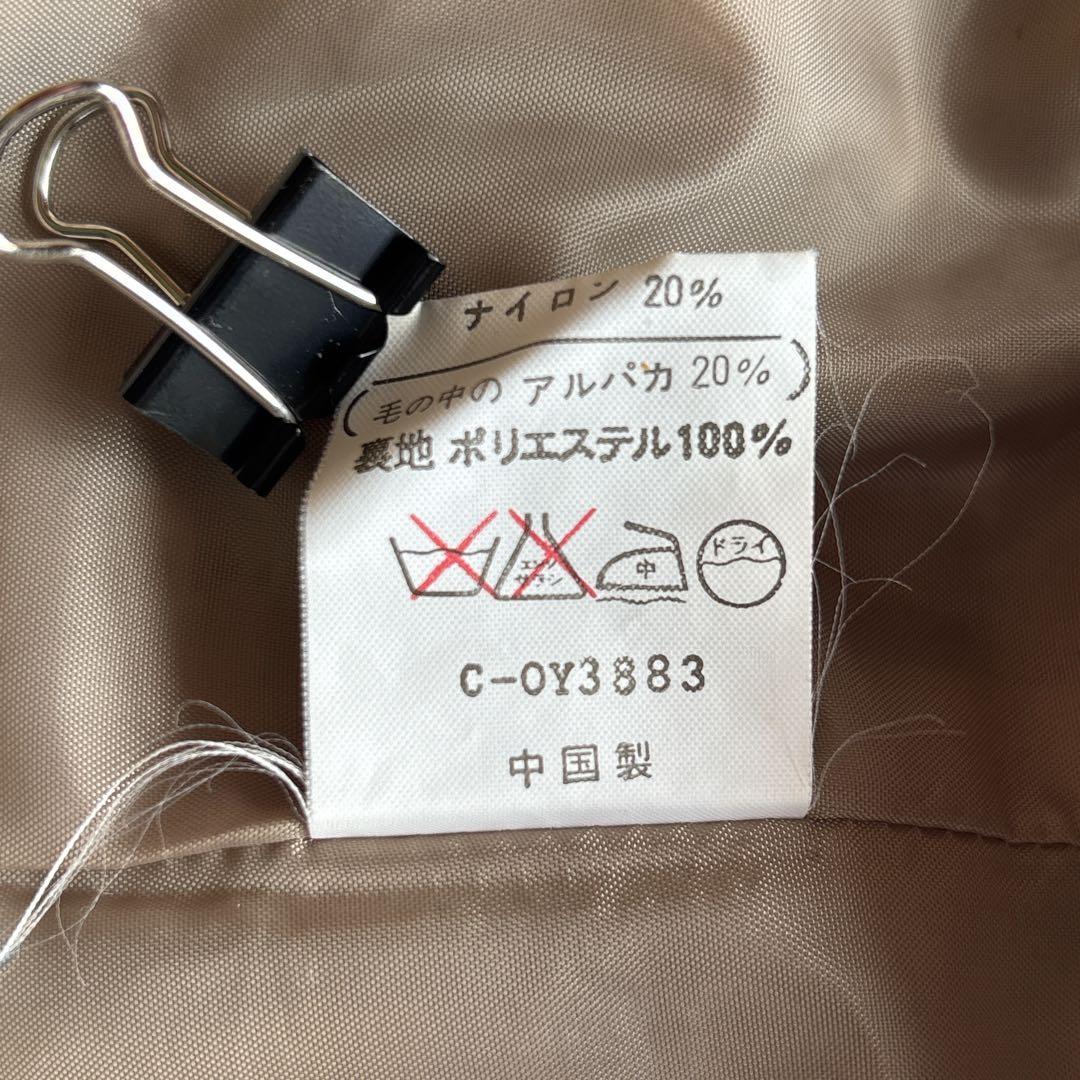 ナイロン 20%
(毛の中の アルパカ 20%)
裏地 ポリエステル100%
エンソ
サラシ
中
ドライ
C-OY3883
中国製